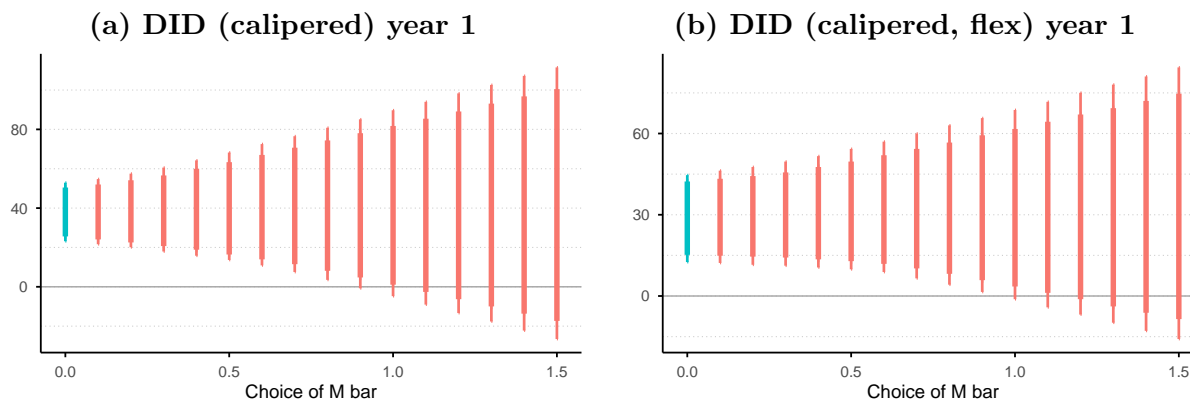 (a) DID (calipered) year 1
80
40
0
0.0 0.5 1.0 1.5
Choice of M bar
(b) DID (calipered, flex) year 1
60
30
0
0.0 0.5 1.0 1.5
Choice of M bar